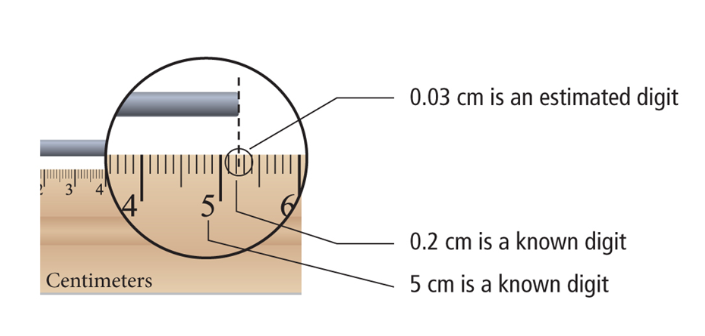 0.03 cm is an estimated digit
2 3 4
4 5 6
0.2 cm is a known digit
5 cm is a known digit
Centimeters